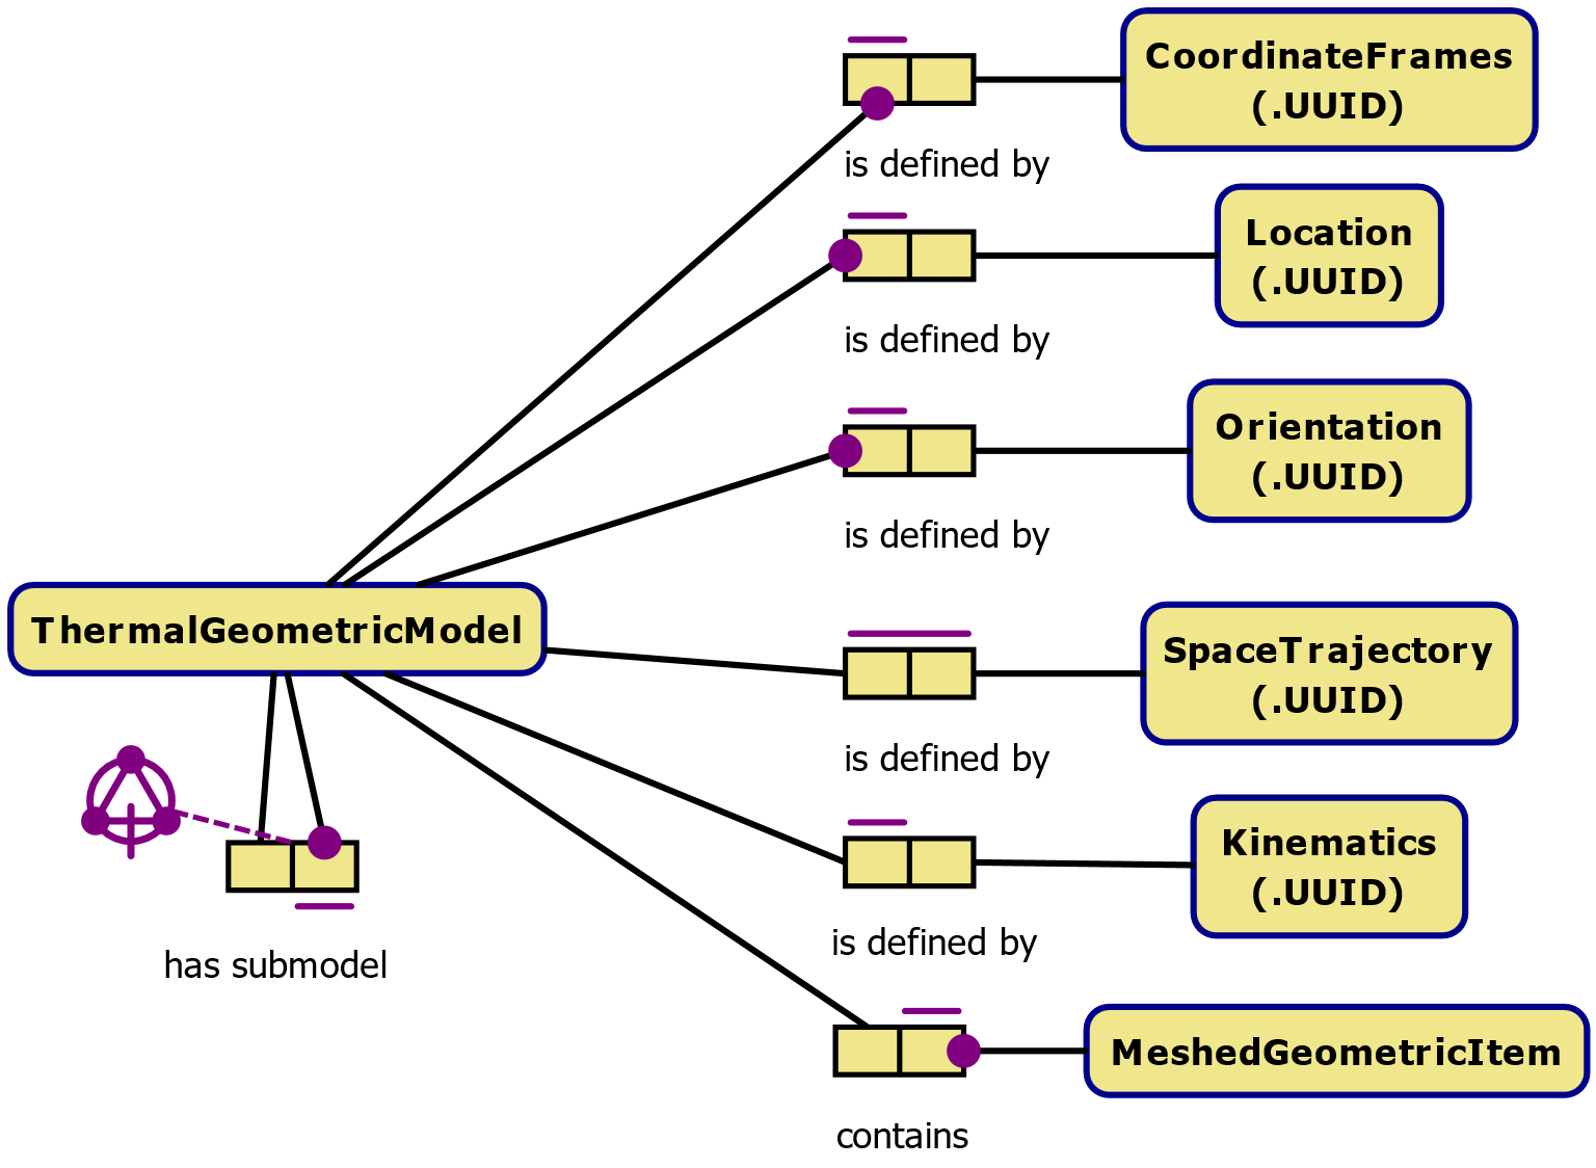 CoordinateFrames
(.UUID)
is defined by
Location
(.UUID)
is defined by
Orientation
(.UUID)
is defined by
ThermalGeometricModel
SpaceTrajectory
(.UUID)
is defined by
Kinematics
(.UUID)
is defined by
has submodel
MeshedGeometricItem
contains